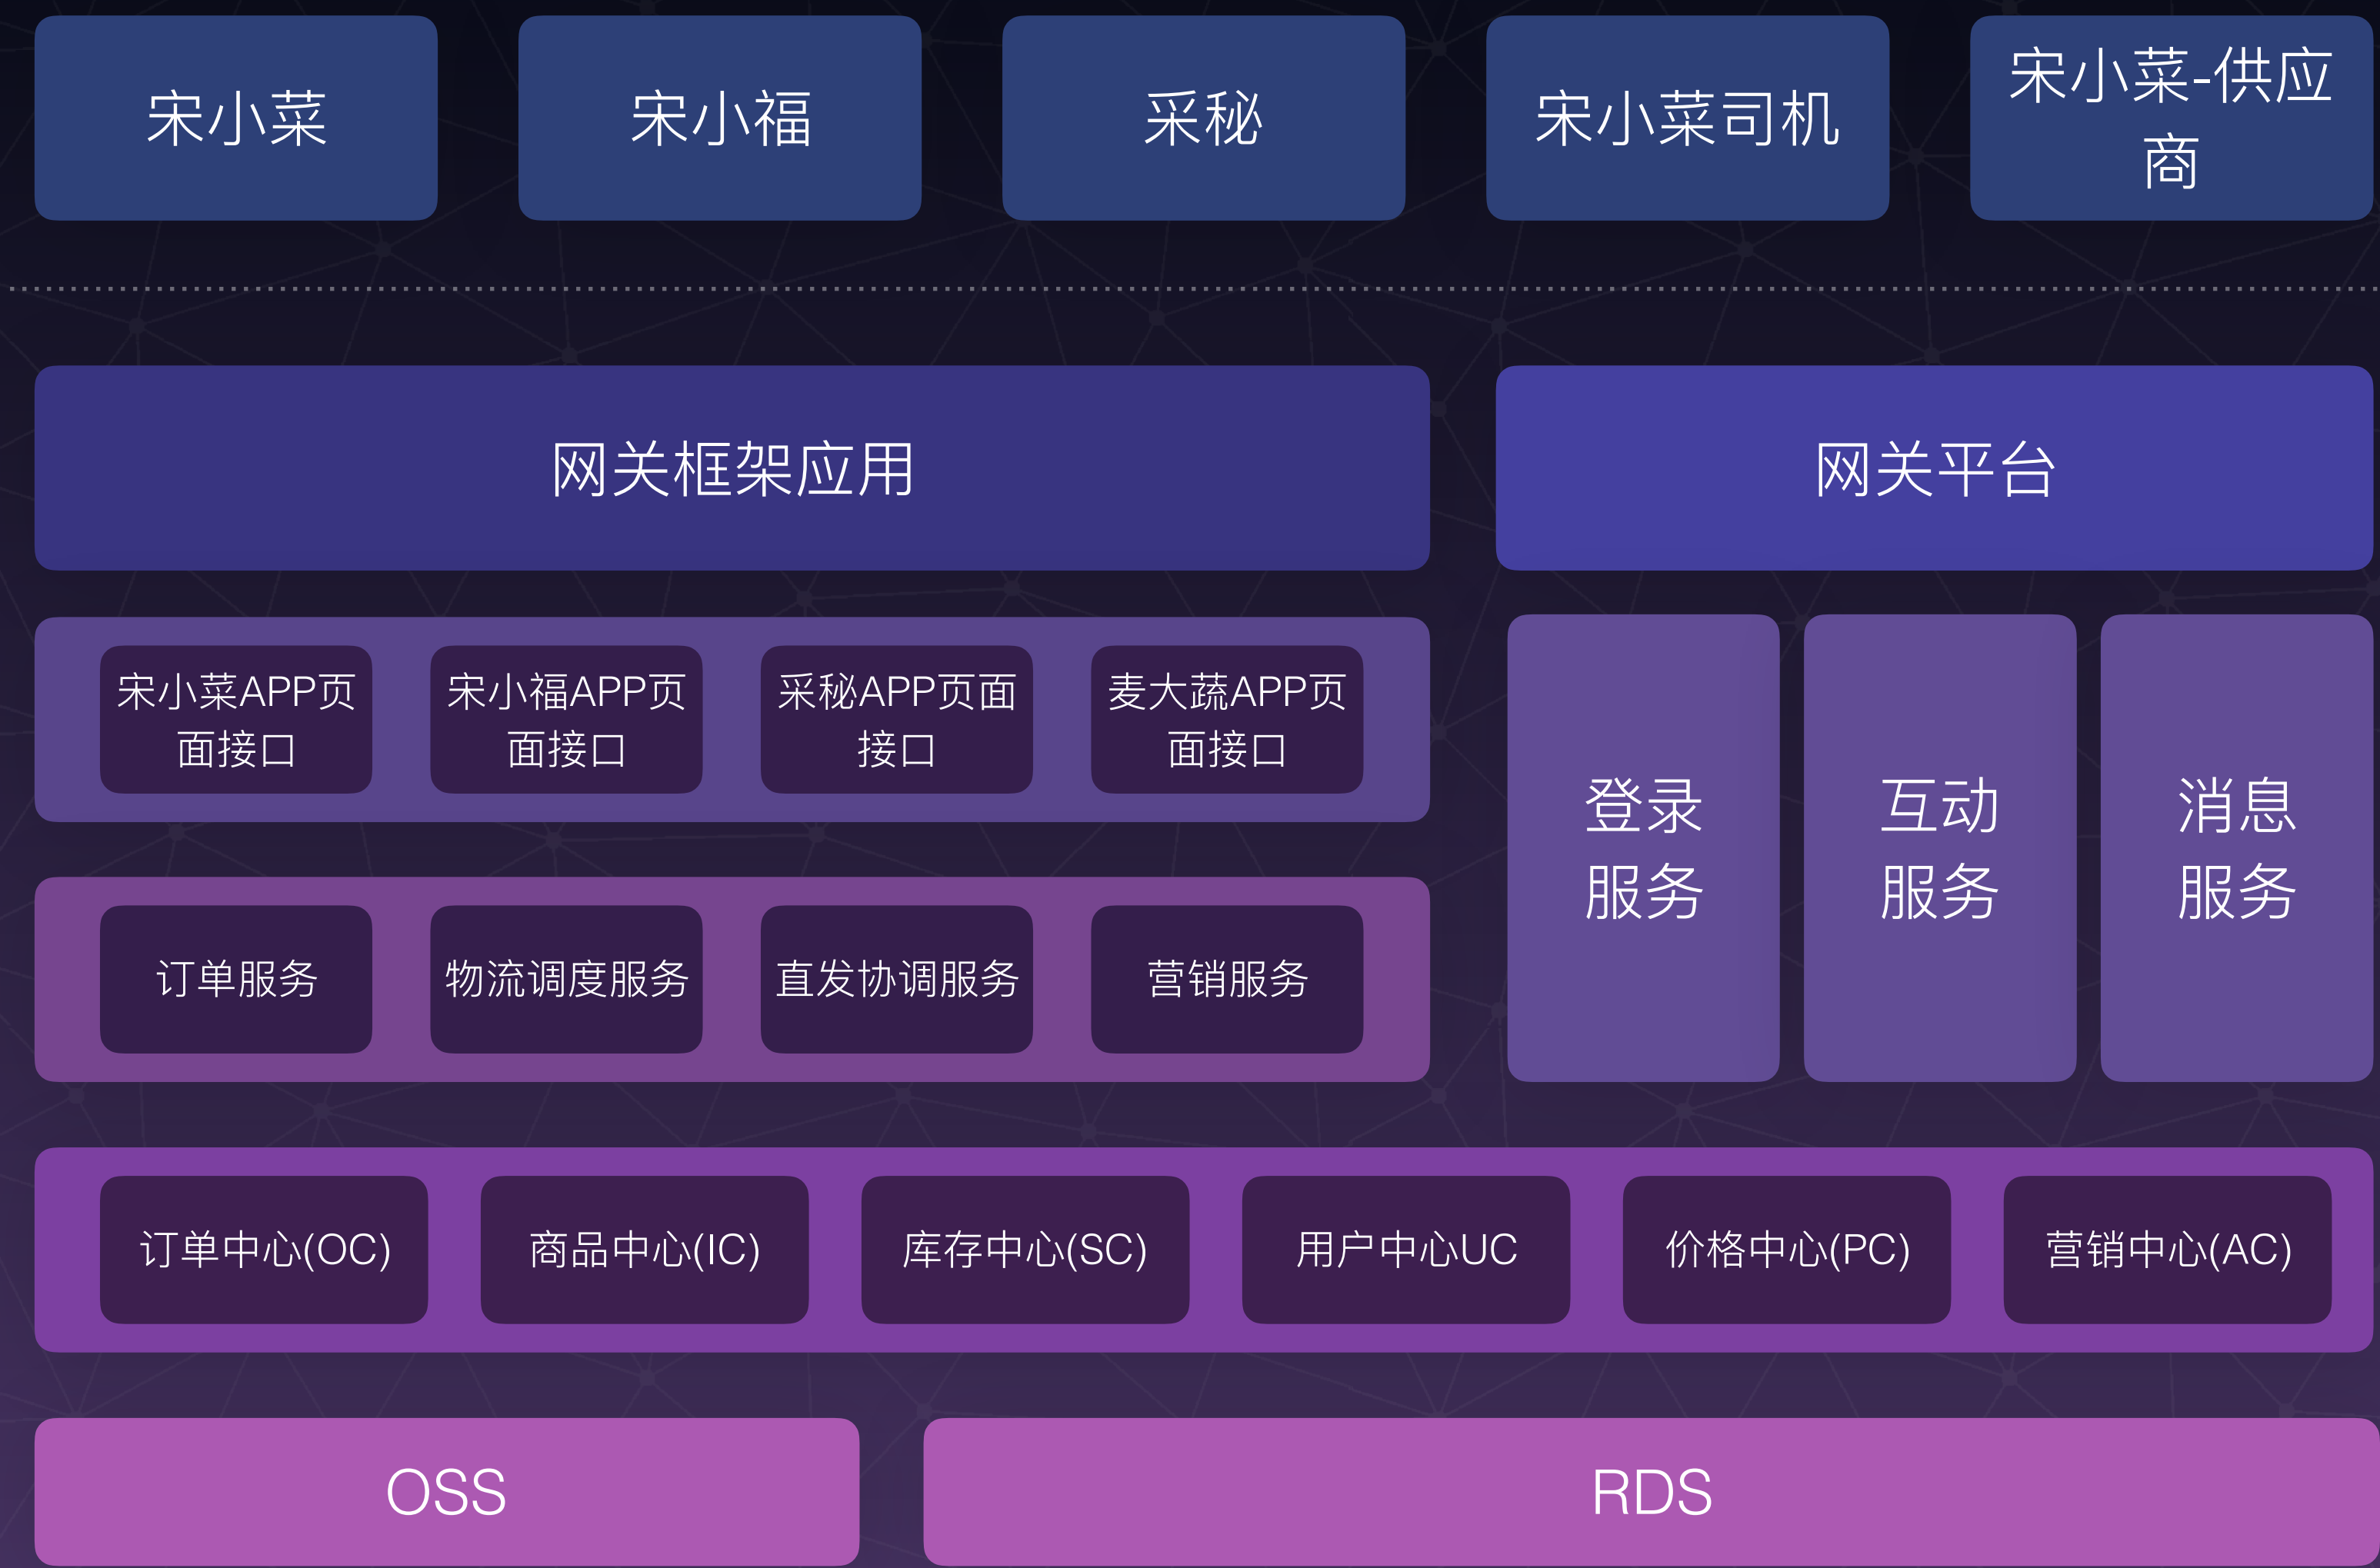 宋小菜
宋小福
采秘
宋小菜司机
宋小菜-供应
商
网关框架应用
网关平台
宋小菜APP页
面接口
宋小福APP页
面接口
采秘APP页面
接口
麦大蔬APP页
面接口
登录
服务
互动
服务
消息
服务
订单服务
物流调度服务
直发协调服务
营销服务
订单中心(OC)
商品中心(IC)
库存中心(SC)
用户中心UC
价格中心(PC)
营销中心(AC)
OSS
RDS